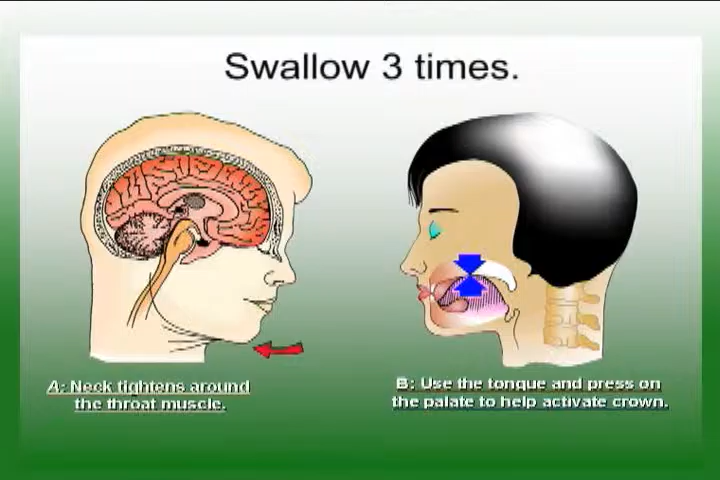 Swallow 3 times.
A: Neck tightens around
the throat muscle.
B: Use the tongue and press on
the palate to help activate crown.